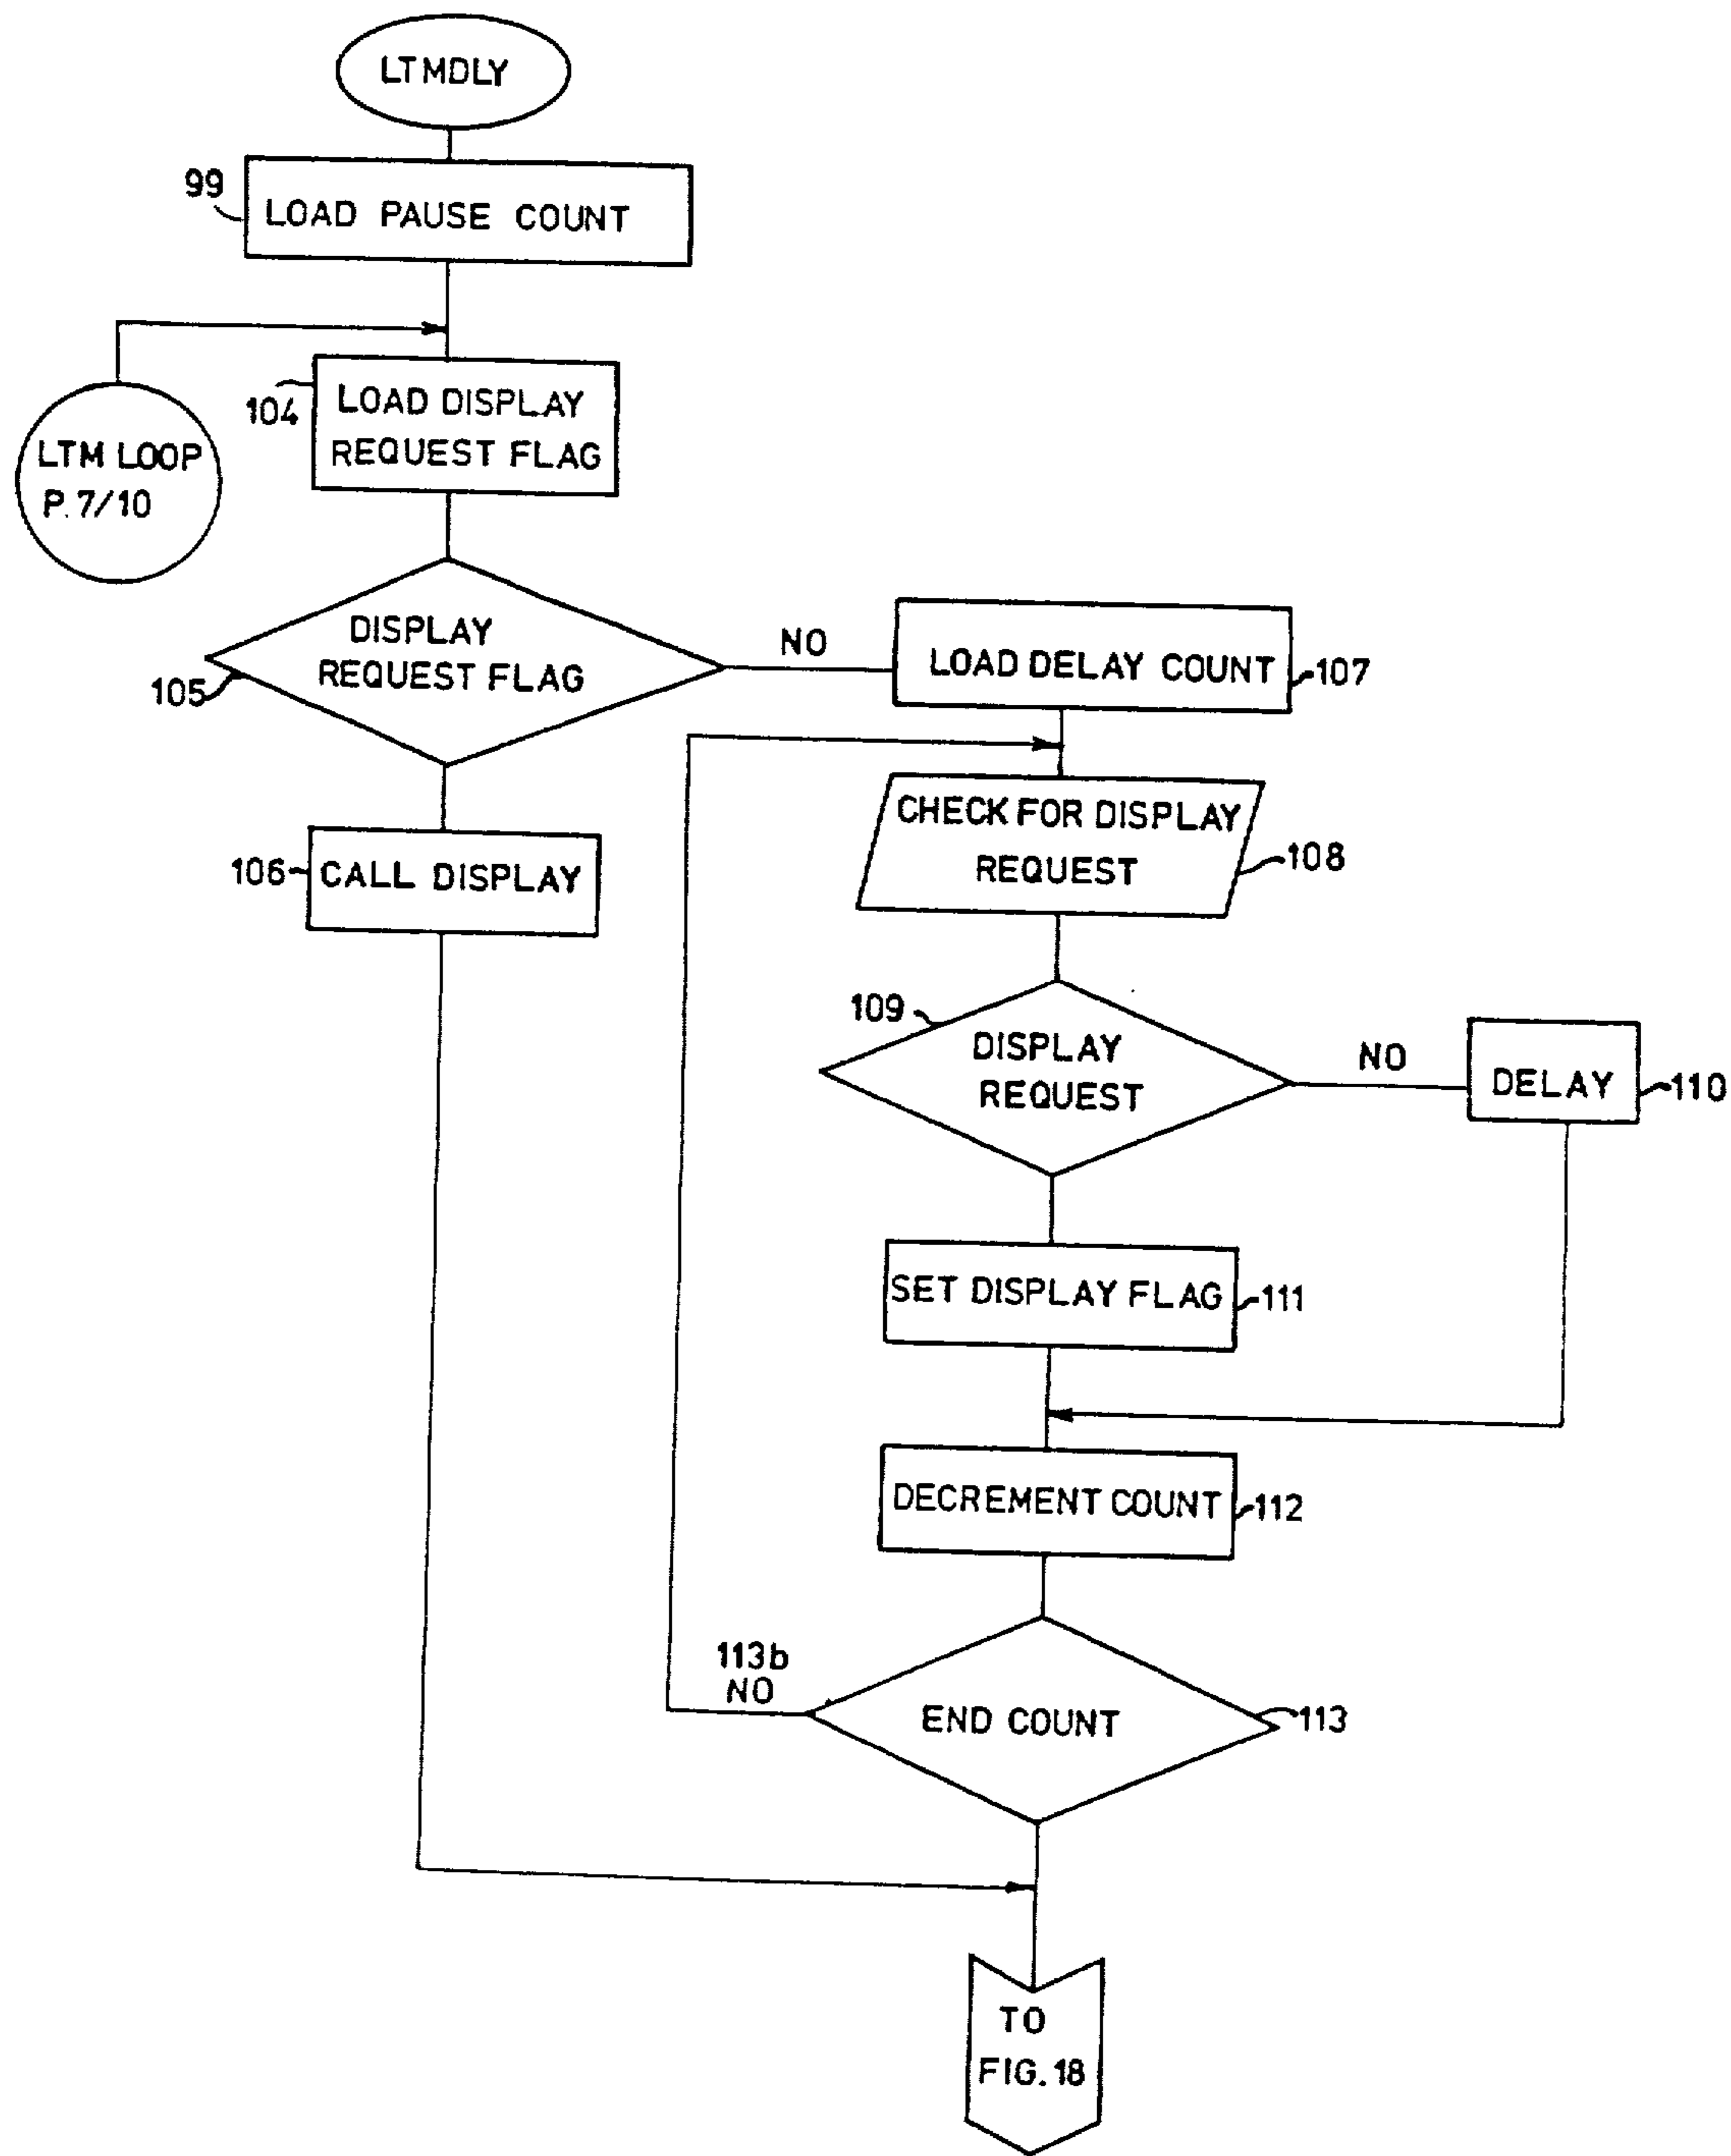 LTMDLY
99
LOAD PAUSE COUNT
104
LOAD DISPLAY
REQUEST FLAG
LTM LOOP
P. 7/10
DISPLAY
REQUEST FLAG
105
NO
LOAD DELAY COUNT
107
106
CALL DISPLAY
CHECK FOR DISPLAY
REQUEST
108
109
DISPLAY
REQUEST
NO
DELAY
110
SET DISPLAY FLAG
111
DECREMENT COUNT
112
113b
NO
END COUNT
113
TO
FIG. 18